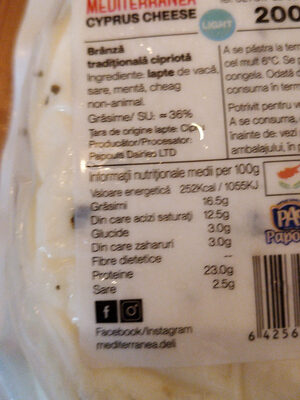 MEDITERRANEA
CYPRUS CHEESE
LIGHT
200
Brânză
tradițională cipriotă
Ingrediente: lapte de vacă,
sare, mentă, cheag
non-animal.
Grăsime/ SU: ≈ 36%
Țara de origine lapte: Cip
Producător/Procesator:
Papouis Dairies LTD
A se păstra la tem
cel mult 6°C. Se p
congela. Odată d
consuma în term
Potrivit pentru v
A se consuma,
înainte de: vezi
ambalajului, în p
Informații nutriționale medii per 100g
Valoare energetică 252Kcal / 1055KJ
Grăsimi 16.5g
Din care acizi saturați 12.5g
Glucide 3.0g
Din care zaharuri 3.0g
Fibre dietetice --
Proteine 23.0g
Sare 2.5g
PA
Papo
Facebook/Instagram
mediterranea.deli
6 4256